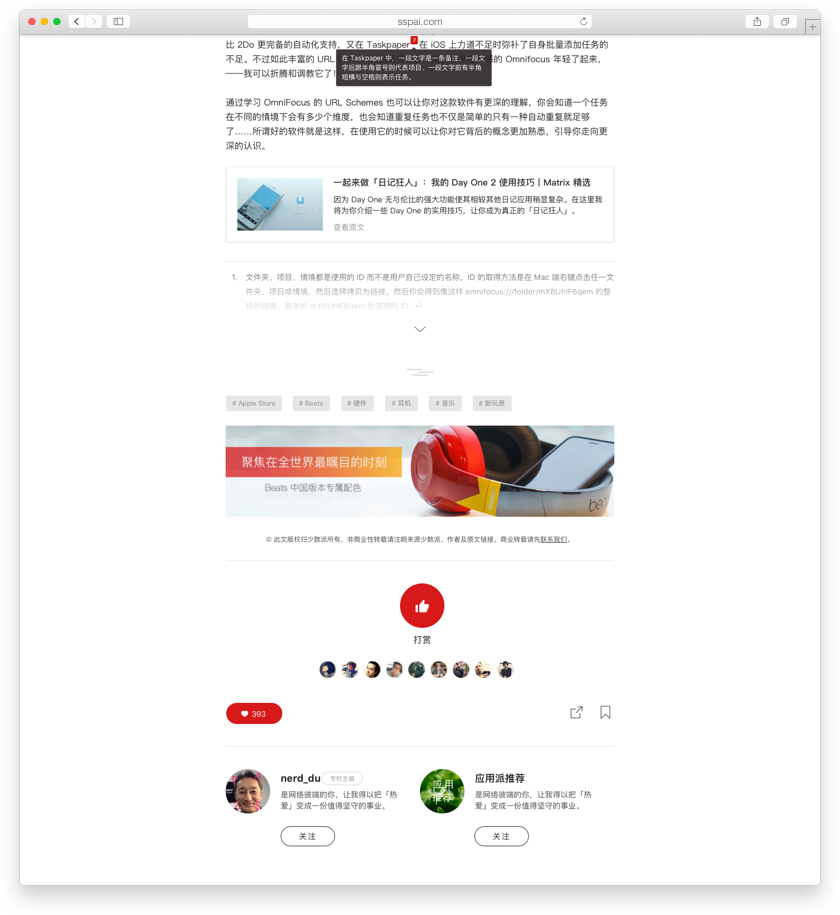 sspai.com
比 2Do 更完备的自动化支持，又在 Taskpaper 7 在 iOS 上力道不足时弥补了自身批量添加任务的
不足。不过如此丰富的 URL 的 Omnifocus 年轻了起来，
——我可以折腾和调教它了！
在 Taskpaper 中，一段文字是一条备注、一段文
字后跟半角冒号则代表项目、一段文字前有半角
短横与空格则表示任务。
通过学习 OmniFocus 的 URL Schemes 也可以让你对这款软件有更深的理解，你会知道一个任务
在不同的情境下会有多少个维度，也会知道重复任务也不仅是简单的只有一种自动重复就足够
了……所谓好的软件就是这样，在使用它的时候可以让你对它背后的概念更加熟悉，引导你走向更
深的认识。
一起来做「日记狂人」：我的 Day One 2 使用技巧丨Matrix 精选
因为 Day One 无与伦比的强大功能使其相较其他日记应用稍显复杂。在这里我
将为你介绍一些 Day One 的实用技巧，让你成为真正的「日记狂人」。
查看原文
1. 文件夹、项目、情境都是使用的 ID 而不是用户自己设定的名称，ID 的取得方法是在 Mac 端右键点击任一文
件夹、项目或情境，然后选择拷贝为链接。然后你会得到像这样 omnifocus:///folder/mXBUhlF6qem 的整
段的链接，最末的 mXBUhlF6qem 为该项的 ID。 ↩
# Apple Store
# Beats
# 硬件
# 耳机
# 音乐
# 新玩意
聚焦在全世界最瞩目的时刻
Beats 中国版本专属配色
© 此文版权归少数派所有，非商业性转载请注明来源少数派、作者及原文链接。商业转载请先联系我们。
打赏
393
nerd_du 专栏主编
是网络彼端的你，让我得以把「热
爱」变成一份值得坚守的事业。
关注
应用
推荐
应用派推荐
是网络彼端的你，让我得以把「热
爱」变成一份值得坚守的事业。
关注